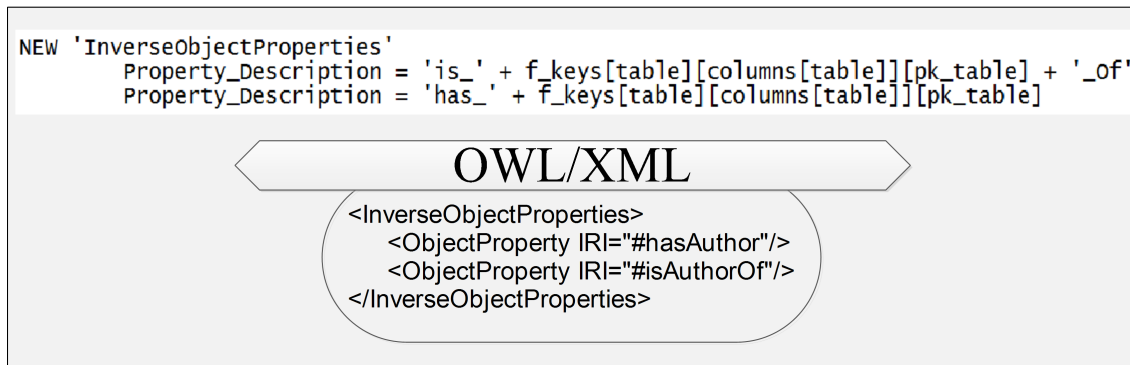 NEW 'InverseObjectProperties'
Property_Description = 'is_' + f_keys[table][columns[table]][pk_table] + '_Of'
Property_Description = 'has_' + f_keys[table][columns[table]][pk_table]
OWL/XML
<InverseObjectProperties>
<ObjectProperty IRI="#hasAuthor"/>
<ObjectProperty IRI="#isAuthorOf"/>
</InverseObjectProperties>